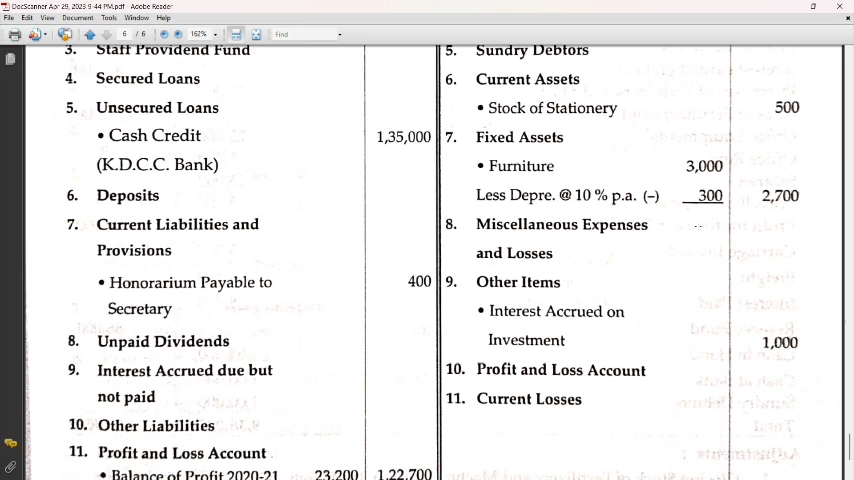 DocScanner Apr 29, 2023 9-44 PM.pdf - Adobe Reader
File Edit View Document Tools Window Help
6 / 6 162% Find
3. Staff Providend Fund
4. Secured Loans
5. Unsecured Loans
• Cash Credit 1,35,000
(K.D.C.C. Bank)
6. Deposits
7. Current Liabilities and
Provisions
• Honorarium Payable to 400
Secretary
8. Unpaid Dividends
9. Interest Accrued due but
not paid
10. Other Liabilities
11. Profit and Loss Account
• Balance of Profit 2020-21 23,200 1,22,700
5. Sundry Debtors
6. Current Assets
• Stock of Stationery 500
7. Fixed Assets
• Furniture 3,000
Less Depre. @ 10 % p.a. (–) 300 2,700
8. Miscellaneous Expenses
and Losses
9. Other Items
• Interest Accrued on
Investment 1,000
10. Profit and Loss Account
11. Current Losses